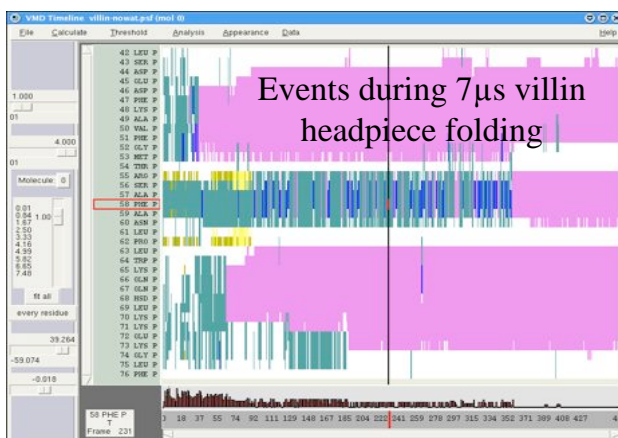 VMD Timeline villin-nowat.psf (mol 0)
File Calculate Threshold Analysis Appearance Data Help
Events during 7μs villin
headpiece folding
1.000
01
4.000
01
Molecule: 0
0.01
0.84
1.67
2.50
3.33
4.16
4.99
5.82
6.65
7.48
1.00
fit all
every residue
39.264
-59.074
-0.018
42 LEU P
43 SER P
44 ASP P
45 GLU P
46 ASP P
47 PHE P
48 LYS P
49 ALA P
50 VAL P
51 PHE P
52 GLY P
53 MET P
54 THR P
55 ARG P
56 SER P
57 ALA P
58 PHE P
59 ALA P
60 ASN P
61 LEU P
62 PRO P
63 LEU P
64 TRP P
65 LYS P
66 GLN P
67 GLN P
68 HSD P
69 LEU P
70 LYS P
71 LYS P
72 GLU P
73 LYS P
74 GLY P
75 LEU P
76 PHE P
58 PHE P
T
Frame 231
18 37 55 74 92 111 129 148 167 185 204 222 241 259 278 297 315 334 352 371 389 408 427